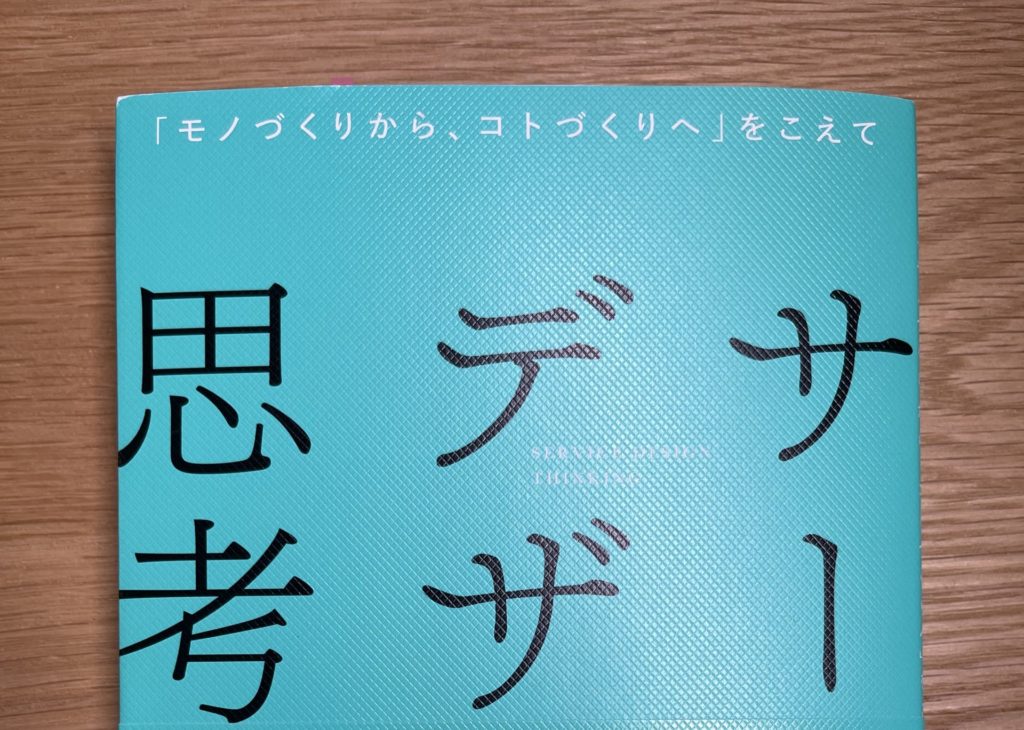 「モノづくりから、コトづくりへ」をこえて
サー
デザ
思考
SERVICE DESIGN
THINKING